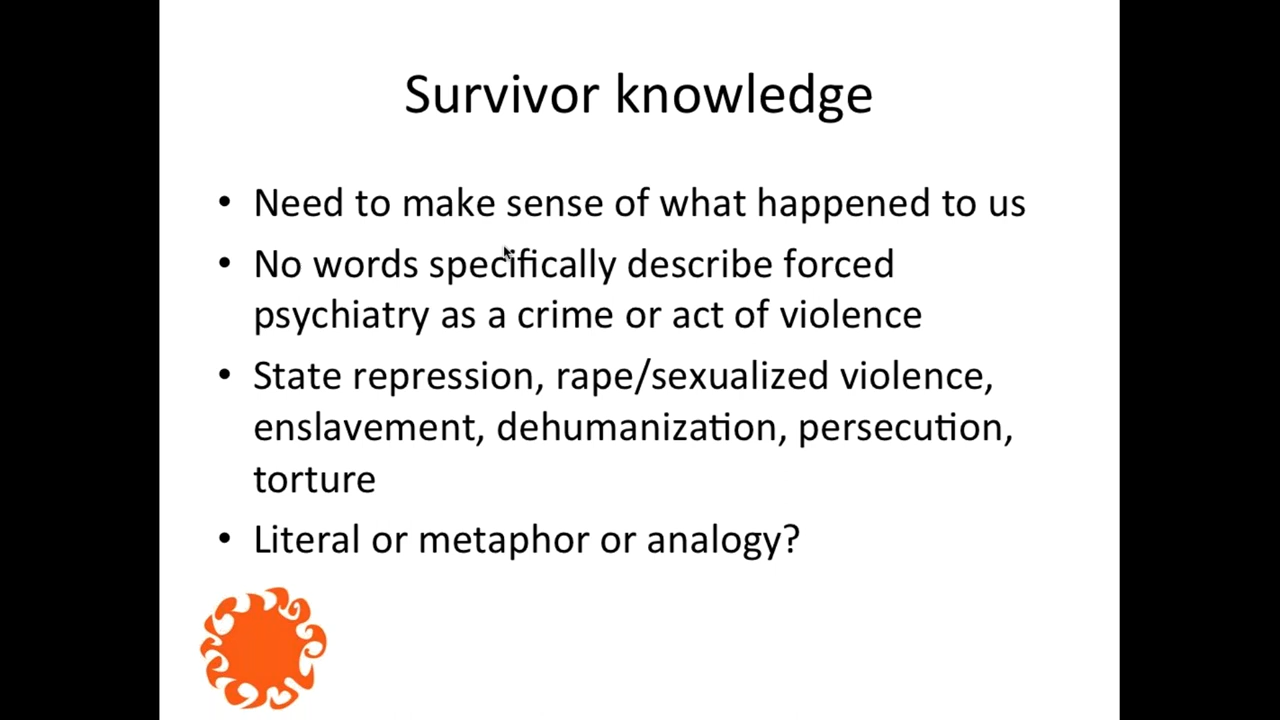 Survivor knowledge
• Need to make sense of what happened to us
• No words specifically describe forced
psychiatry as a crime or act of violence
• State repression, rape/sexualized violence,
enslavement, dehumanization, persecution,
torture
• Literal or metaphor or analogy?